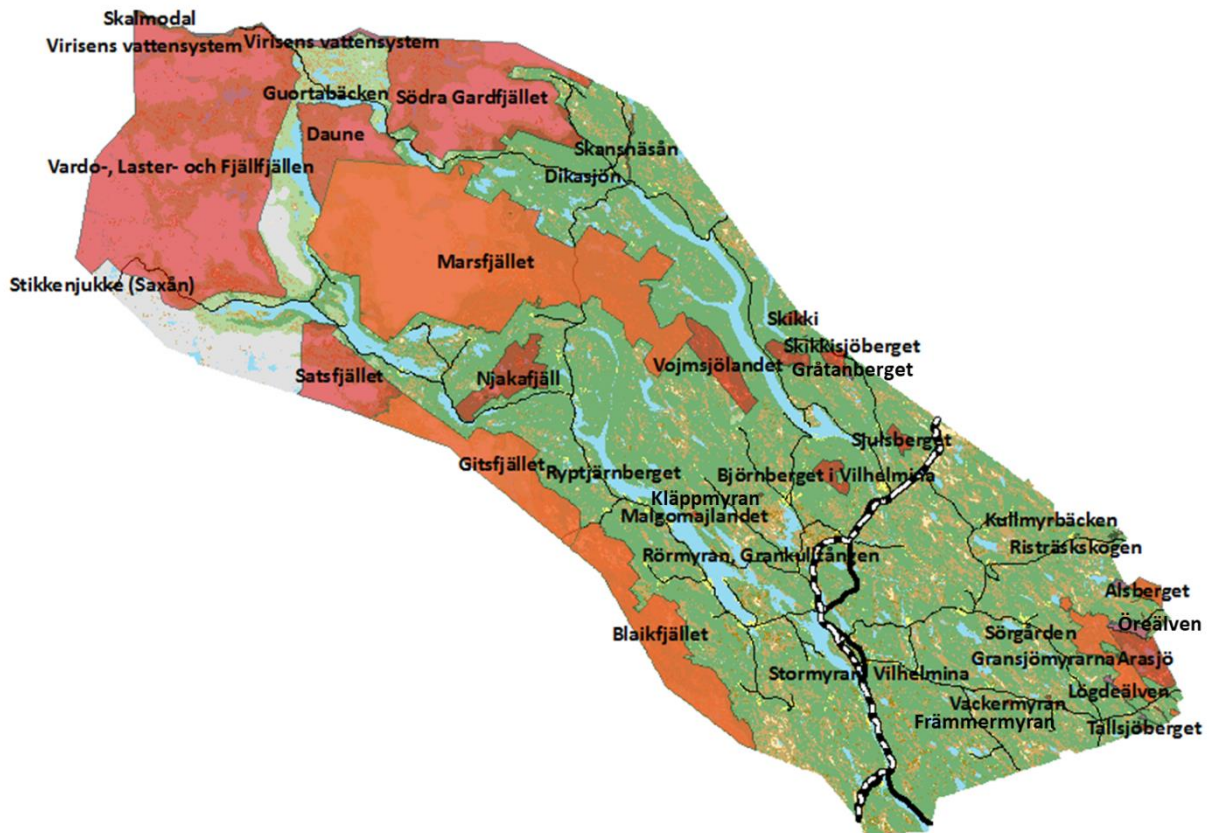 Skalmodal
Virisens vattensystem
Virisens vattensystem
Guortabäcken
Södra Gardfjället
Daune
Skansnäsån
Vardo-, Laster- och Fjällfjällen
Dikasjön
Marsfjället
Stikkenjukke (Saxån)
Skikki
Skikkisjöberget
Vojmsjölandet
Gråtanberget
Satsfjället
Njakafjäll
Sjulsberget
Gitsfjället
Ryptjärnberget
Björnberget i Vilhelmina
Kläppmyran
Malgomajlandet
Kullmyrbäcken
Risträskskogen
Rörmyran, Grankulltången
Alsberget
Öreälven
Blaikfjället
Sörgården
Gransjömyrarna
Arasjö
Stormyran, Vilhelmina
Lögdeälven
Vackermyran
Främmermyran
Tallsjöberget